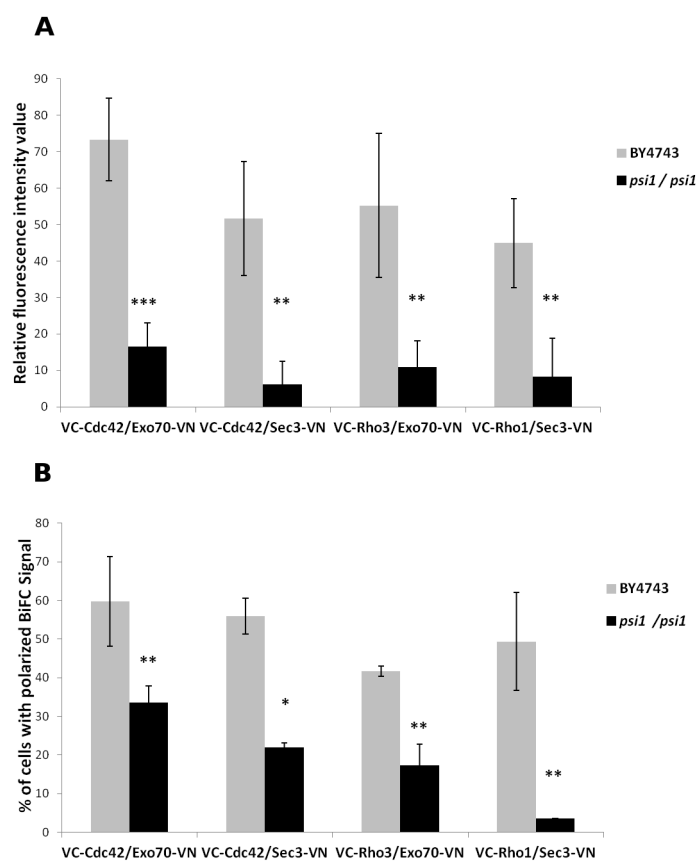 A
Relative fluorescence intensity value
90
80
70
60
50
40
30
20
10
0
*** ** ** **
VC-Cdc42/Exo70-VN VC-Cdc42/Sec3-VN VC-Rho3/Exo70-VN VC-Rho1/Sec3-VN
BY4743
psi1 / psi1
B
% of cells with polarized BiFC Signal
80
70
60
50
40
30
20
10
0
** * ** **
VC-Cdc42/Exo70-VN VC-Cdc42/Sec3-VN VC-Rho3/Exo70-VN VC-Rho1/Sec3-VN
BY4743
psi1 /psi1